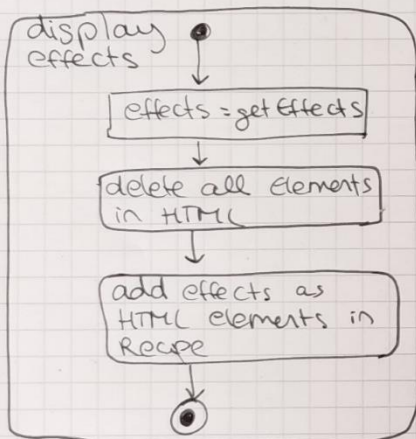 display
effects
effects = getEffects
delete all Elements
in HTML
add effects as
HTML elements in
Recipe